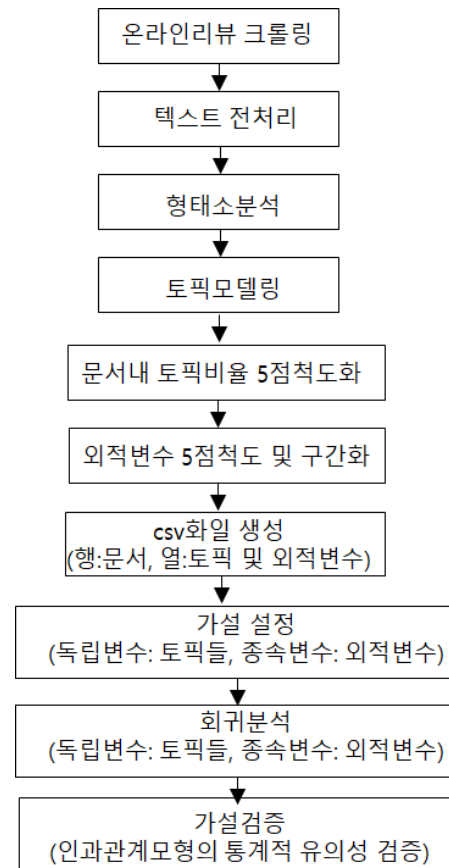 온라인리뷰 크롤링
텍스트 전처리
형태소분석
토픽모델링
문서내 토픽비율 5점척도화
외적변수 5점척도 및 구간화
csv화일 생성
(행:문서, 열:토픽 및 외적변수)
가설 설정
(독립변수: 토픽들, 종속변수: 외적변수)
회귀분석
(독립변수: 토픽들, 종속변수: 외적변수)
가설검증
(인과관계모형의 통계적 유의성 검증)